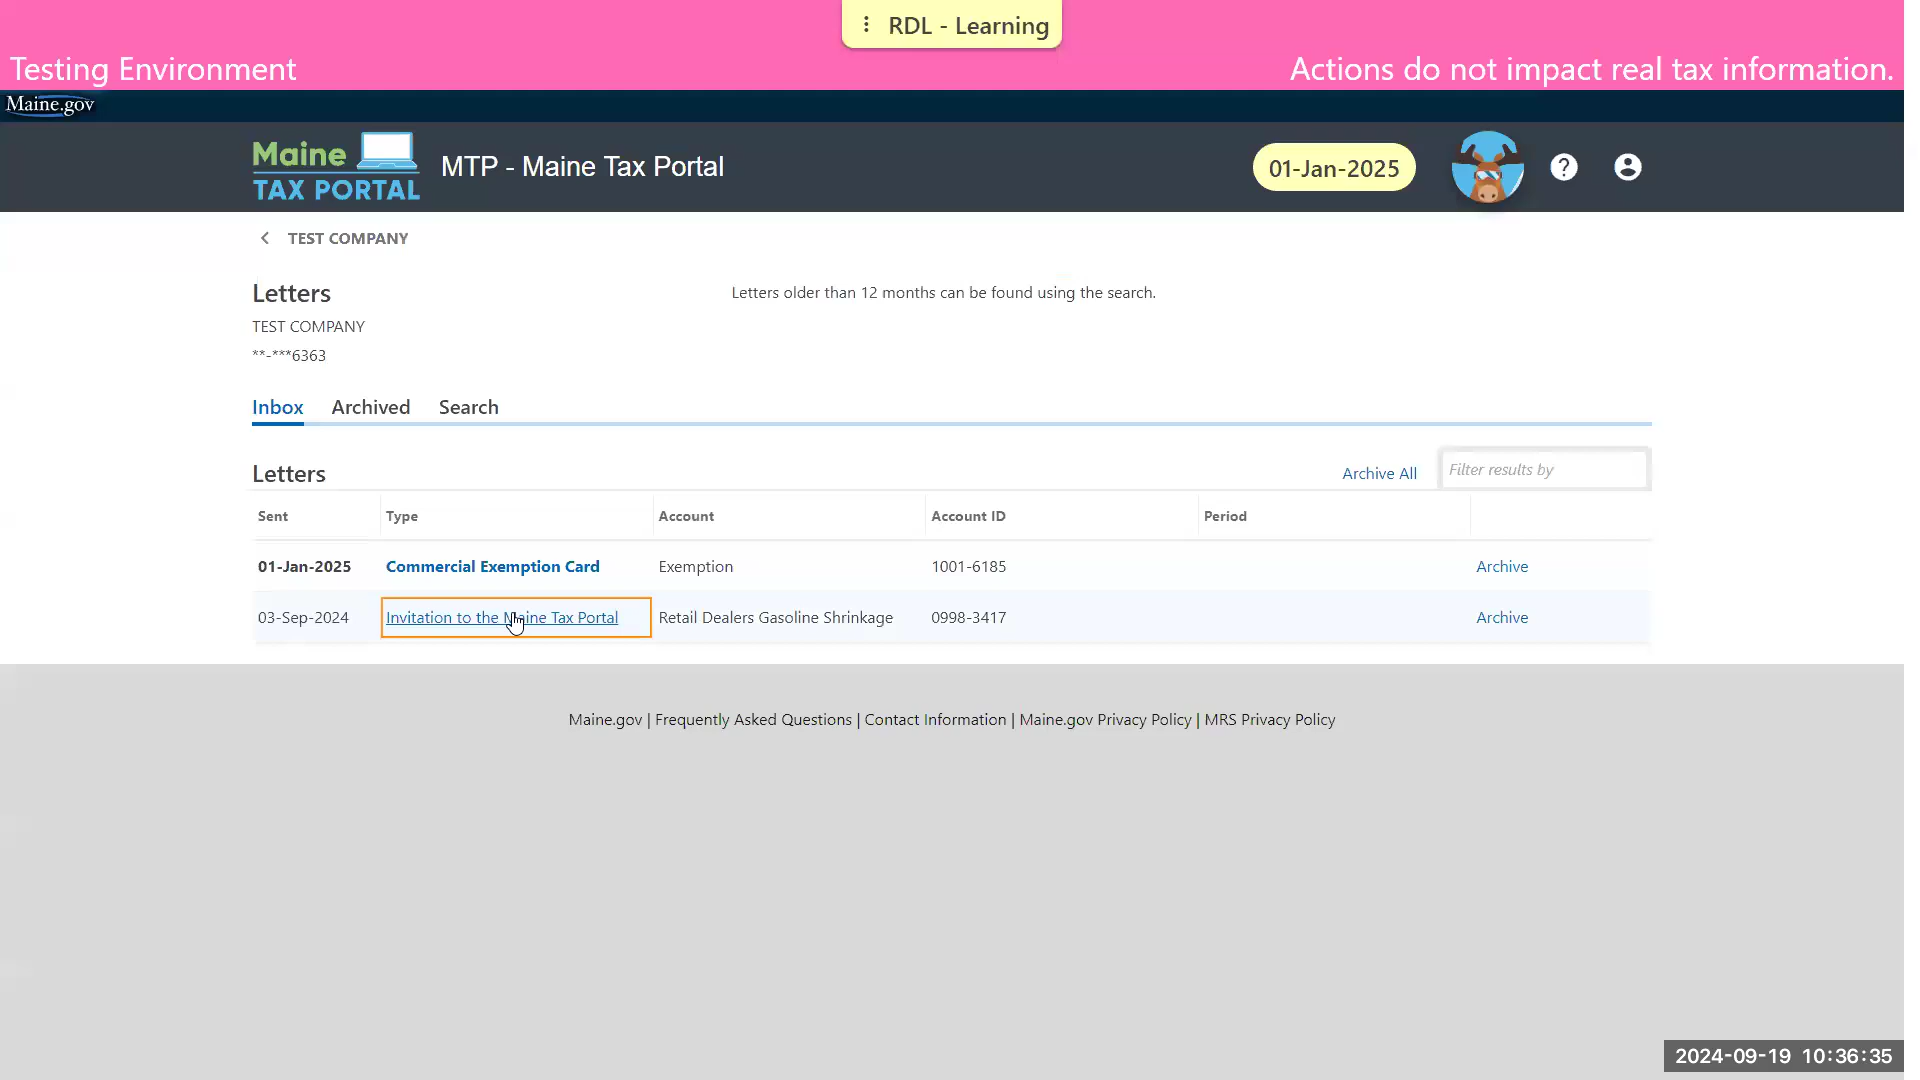 RDL - Learning
Testing Environment
Actions do not impact real tax information.
Maine.gov
Maine
TAX PORTAL
MTP - Maine Tax Portal
01-Jan-2025
?
TEST COMPANY
Letters
Letters older than 12 months can be found using the search.
TEST COMPANY
**-***6363
Inbox Archived Search
Letters
Archive All
Filter results by
Sent Type Account Account ID Period
01-Jan-2025 Commercial Exemption Card Exemption 1001-6185 Archive
03-Sep-2024 Invitation to the Maine Tax Portal Retail Dealers Gasoline Shrinkage 0998-3417 Archive
Maine.gov | Frequently Asked Questions | Contact Information | Maine.gov Privacy Policy | MRS Privacy Policy
2024-09-19 10:36:35